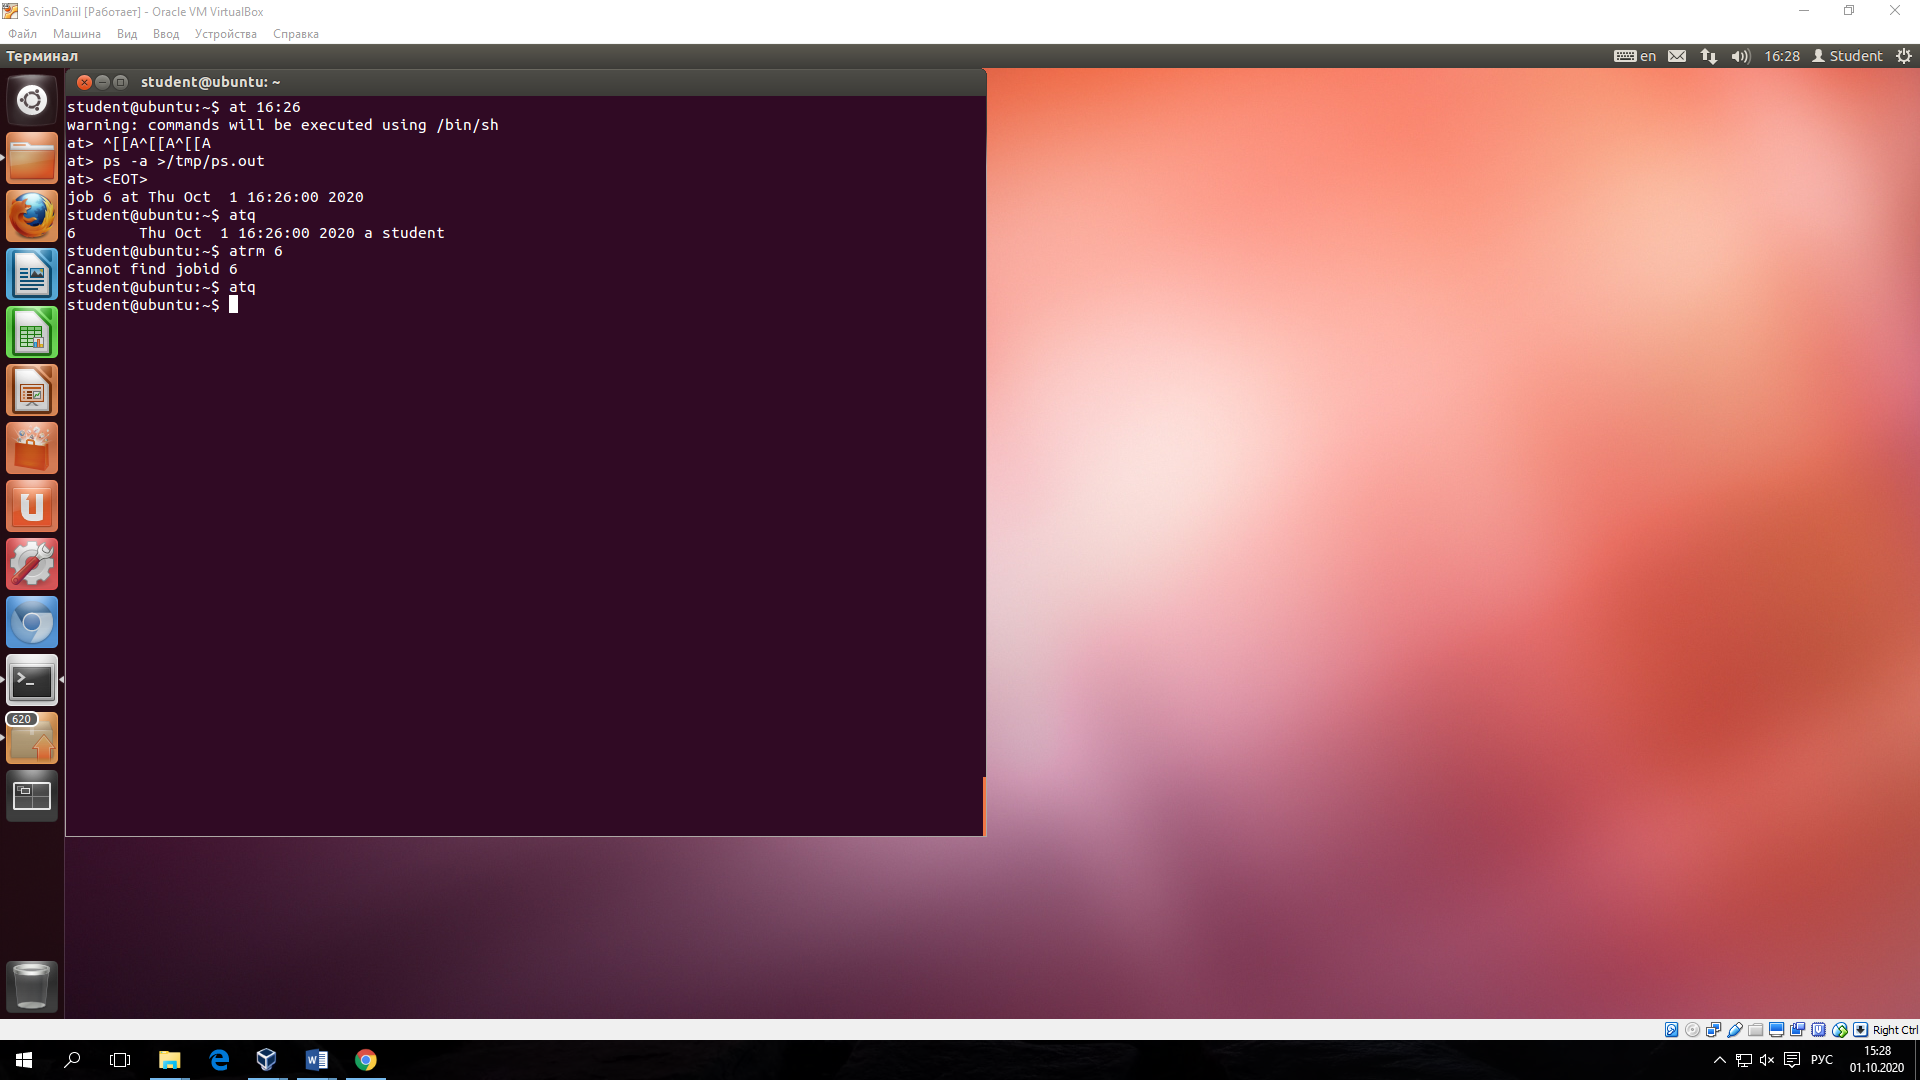 SavinDaniil [Работает] - Oracle VM VirtualBox
Файл Машина Вид Ввод Устройства Справка
Терминал
en 16:28 Student
student@ubuntu: ~
student@ubuntu:~$ at 16:26
warning: commands will be executed using /bin/sh
at> ^[[A^[[A^[[A
at> ps -a >/tmp/ps.out
at> <EOT>
job 6 at Thu Oct  1 16:26:00 2020
student@ubuntu:~$ atq
6       Thu Oct  1 16:26:00 2020 a student
student@ubuntu:~$ atrm 6
Cannot find jobid 6
student@ubuntu:~$ atq
student@ubuntu:~$
620
Right Ctrl
РУС
15:28
01.10.2020